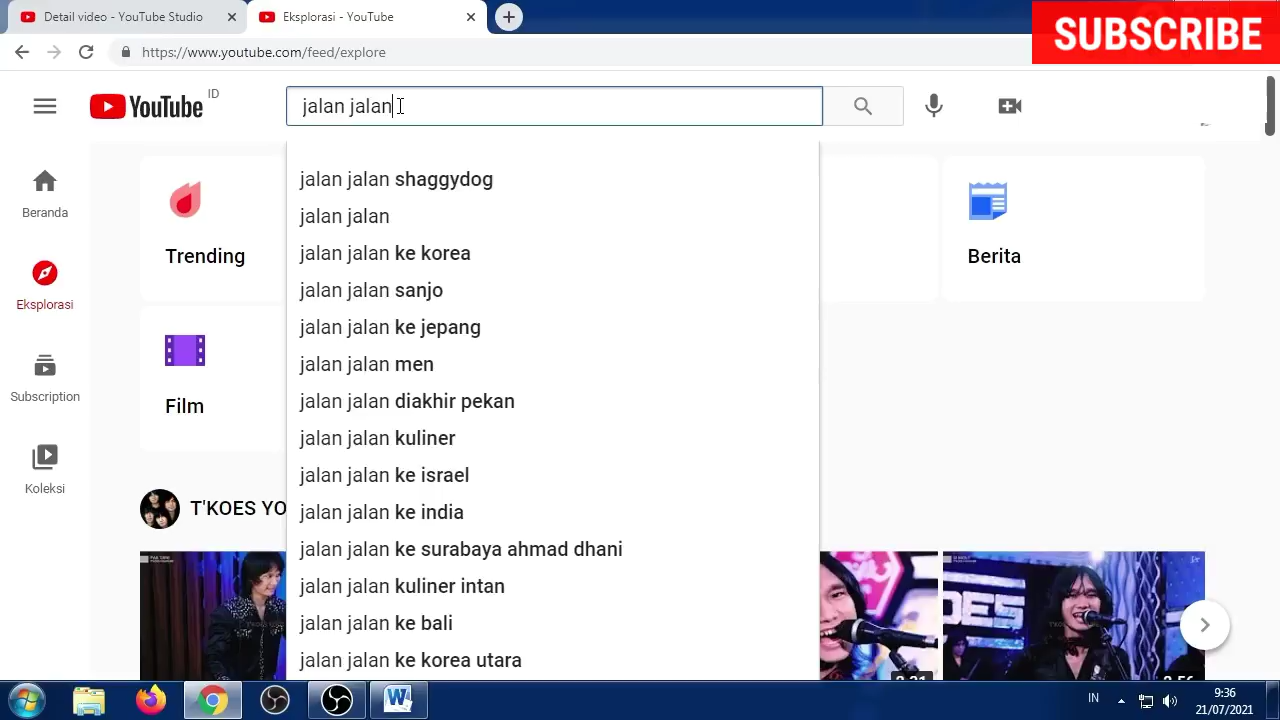 Detail video - YouTube Studio
Eksplorasi - YouTube
SUBSCRIBE
https://www.youtube.com/feed/explore
YouTube ID
jalan jalan
jalan jalan shaggydog
jalan jalan
jalan jalan ke korea
jalan jalan sanjo
jalan jalan ke jepang
jalan jalan men
jalan jalan diakhir pekan
jalan jalan kuliner
jalan jalan ke israel
jalan jalan ke india
jalan jalan ke surabaya ahmad dhani
jalan jalan kuliner intan
jalan jalan ke bali
jalan jalan ke korea utara
Beranda
Eksplorasi
Subscription
Koleksi
Trending
Berita
Film
T'KOES YO
IN
9:36
21/07/2021